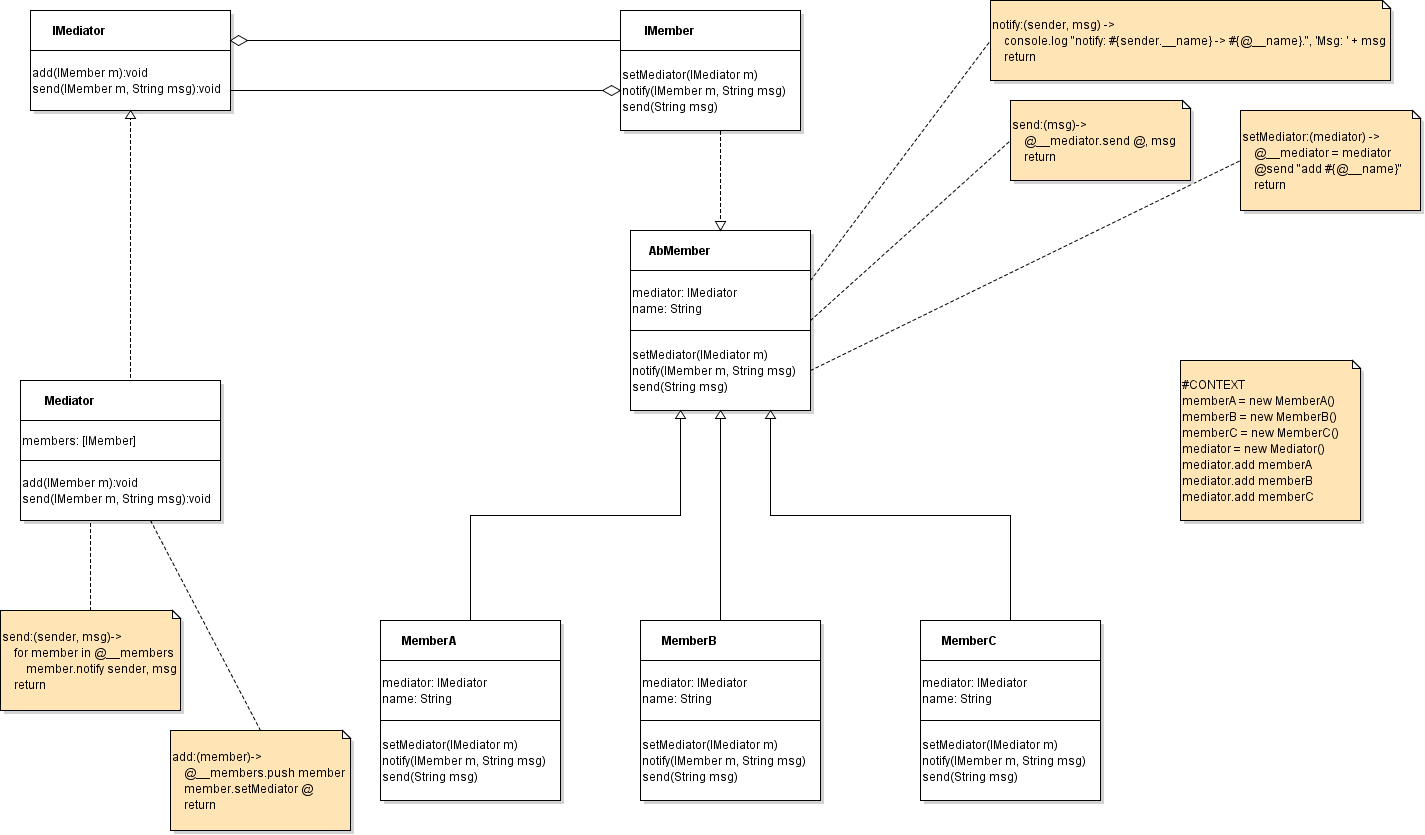 IMediator
add(IMember m):void
send(IMember m, String msg):void
IMember
setMediator(IMediator m)
notify(IMember m, String msg)
send(String msg)
notify:(sender, msg) ->
console.log "notify: #{sender.__name} -> #{@__name}.", 'Msg: ' + msg
return
send:(msg)->
@__mediator.send @, msg
return
setMediator:(mediator) ->
@__mediator = mediator
@send "add #{@__name}"
return
AbMember
mediator: IMediator
name: String
setMediator(IMediator m)
notify(IMember m, String msg)
send(String msg)
Mediator
members: [IMember]
add(IMember m):void
send(IMember m, String msg):void
#CONTEXT
memberA = new MemberA()
memberB = new MemberB()
memberC = new MemberC()
mediator = new Mediator()
mediator.add memberA
mediator.add memberB
mediator.add memberC
send:(sender, msg)->
for member in @__members
member.notify sender, msg
return
add:(member)->
@__members.push member
member.setMediator @
return
MemberA
mediator: IMediator
name: String
setMediator(IMediator m)
notify(IMember m, String msg)
send(String msg)
MemberB
mediator: IMediator
name: String
setMediator(IMediator m)
notify(IMember m, String msg)
send(String msg)
MemberC
mediator: IMediator
name: String
setMediator(IMediator m)
notify(IMember m, String msg)
send(String msg)